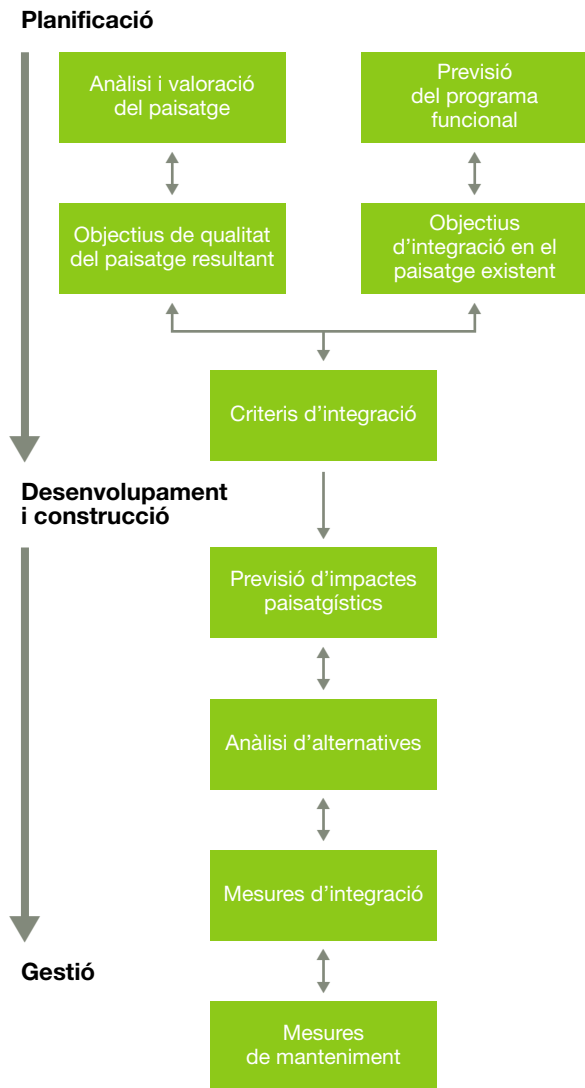 Planificació
Anàlisi i valoració
del paisatge
Previsió
del programa
funcional
Objectius de qualitat
del paisatge resultant
Objectius
d’integració en el
paisatge existent
Criteris d’integració
Desenvolupament
i construcció
Previsió d’impactes
paisatgístics
Anàlisi d’alternatives
Mesures d’integració
Gestió
Mesures
de manteniment